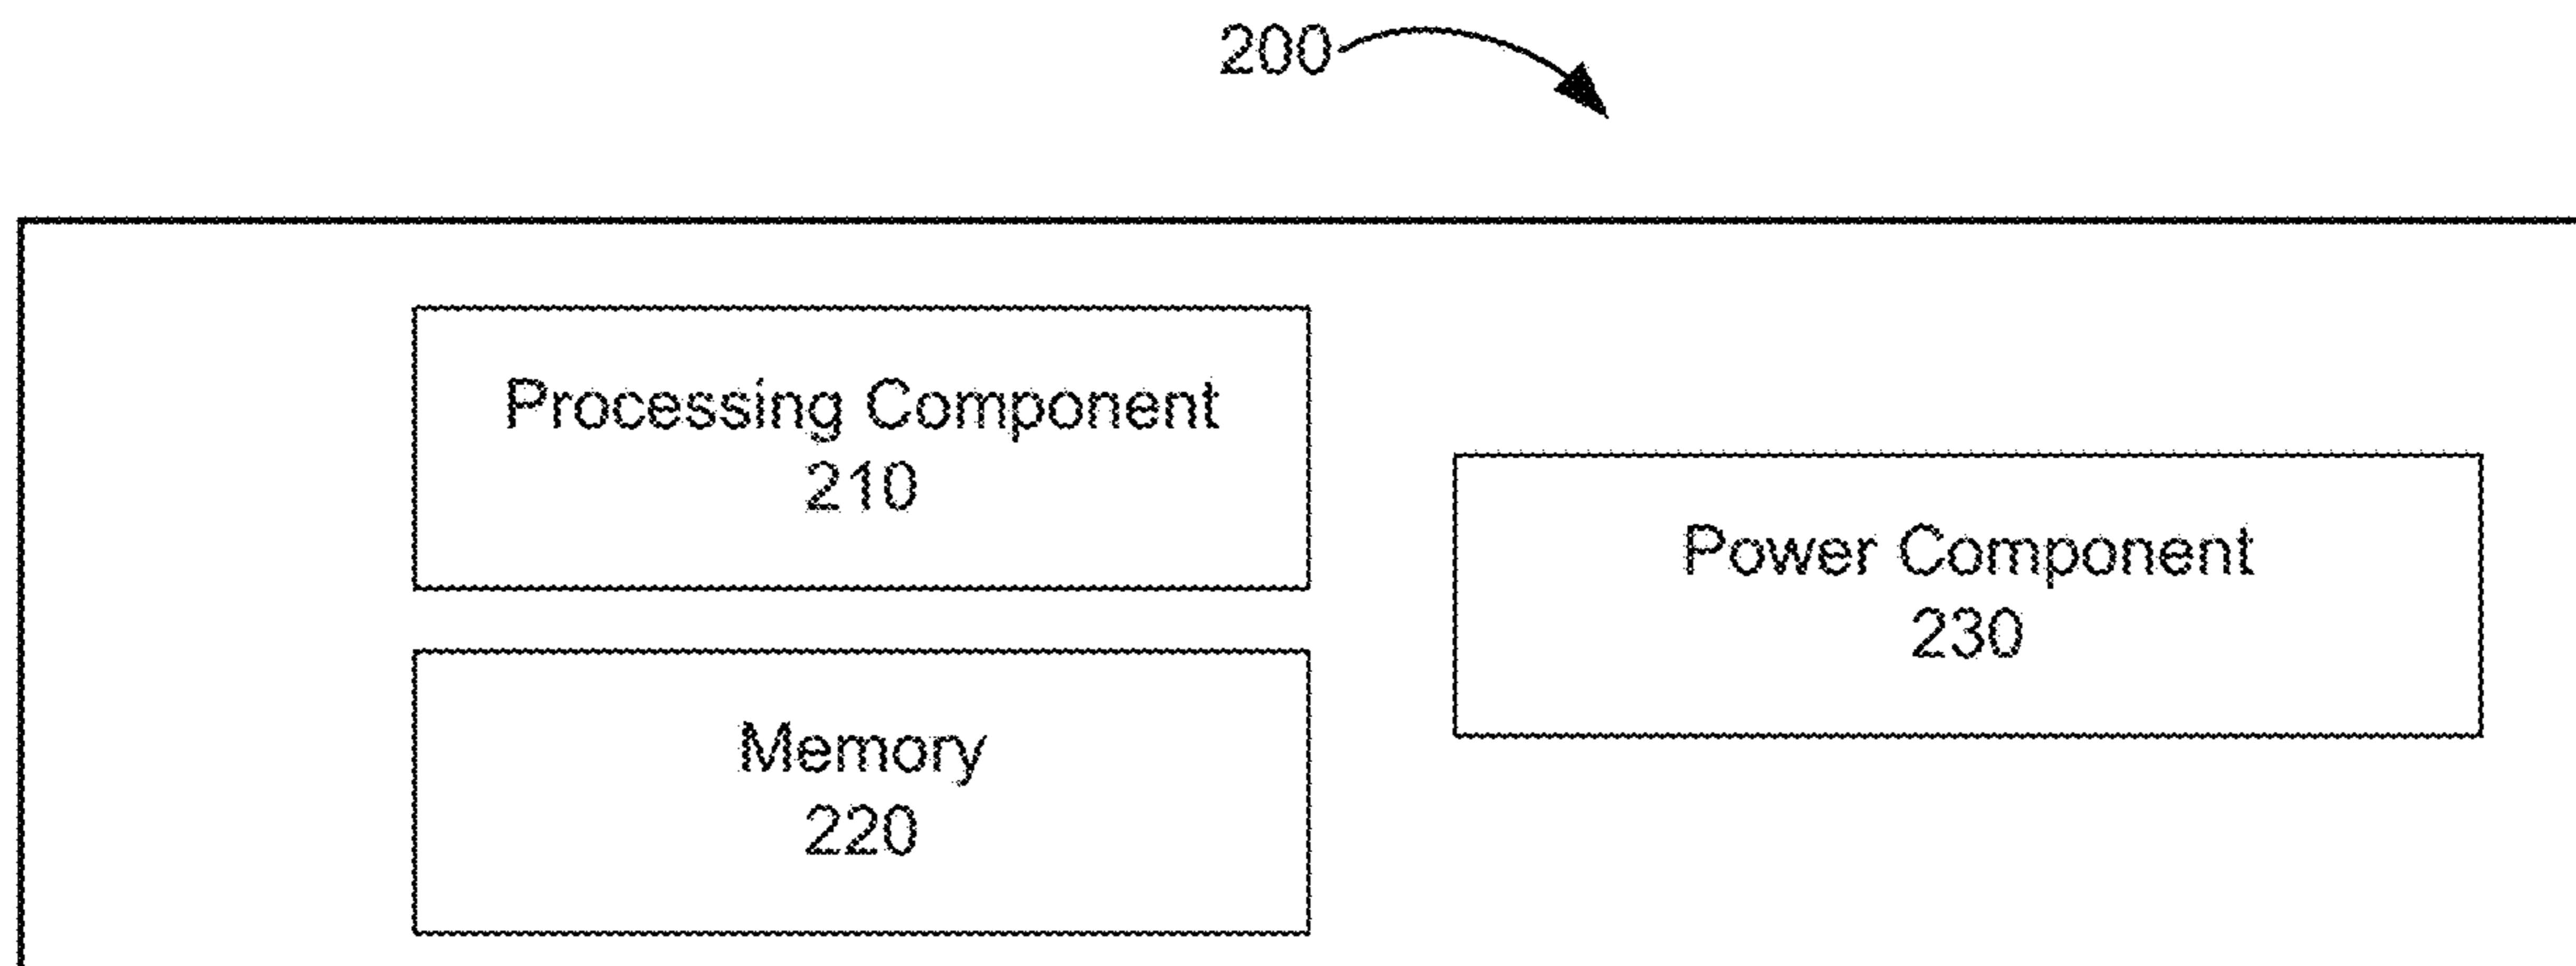 200
Processing Component
210
Power Component
230
Memory
220